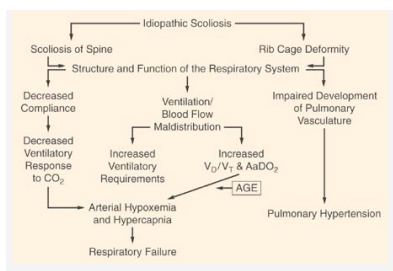 Idiopathic Scoliosis
Scoliosis of Spine
Rib Cage Deformity
Structure and Function of the Respiratory System
Decreased
Compliance
Ventilation/
Blood Flow
Maldistribution
Impaired Development
of Pulmonary
Vasculature
Decreased
Ventilatory
Response
to CO₂
Increased
Ventilatory
Requirements
Increased
V_D/V_T & AaDO₂
AGE
Arterial Hypoxemia
and Hypercapnia
Pulmonary Hypertension
Respiratory Failure